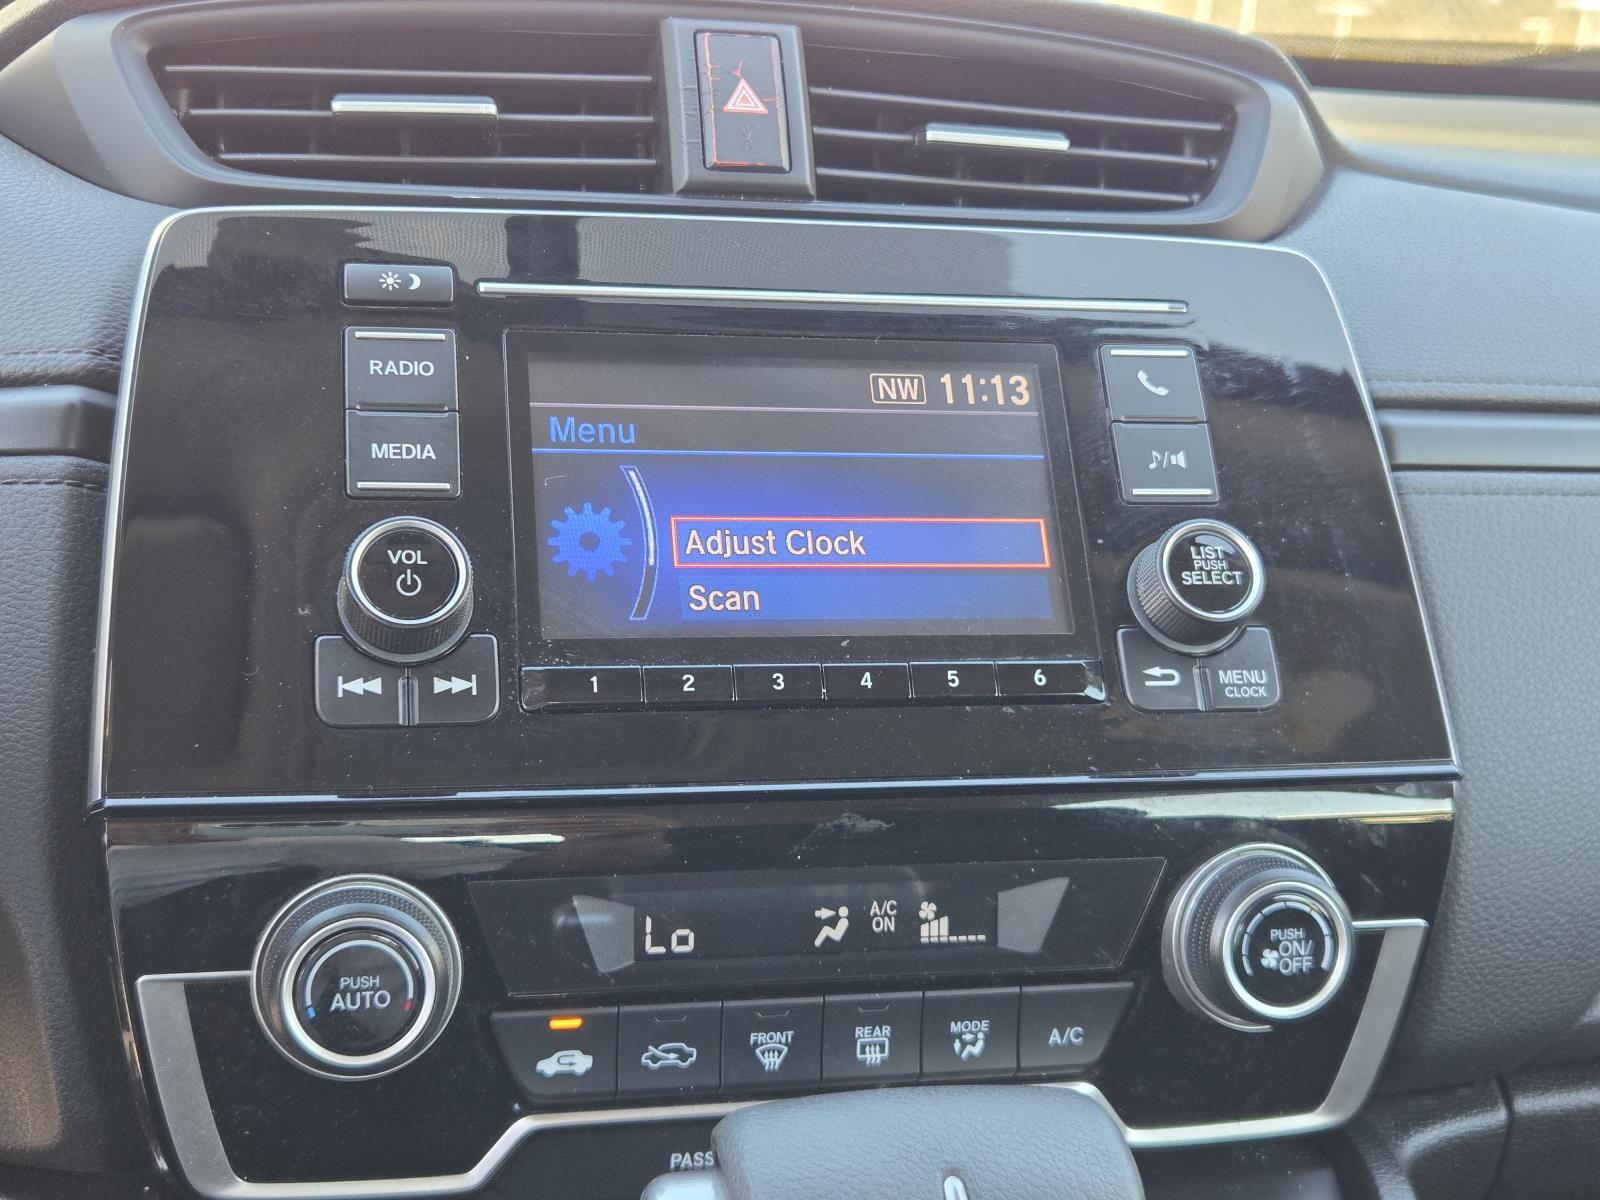 RADIO
MEDIA
NW 11:13
Menu
Adjust Clock
Scan
VOL
LIST
PUSH
SELECT
1 2 3 4 5 6
MENU
CLOCK
Lo
A/C
ON
PUSH
AUTO
PUSH
ON/
OFF
FRONT
REAR
MODE
A/C
PASS